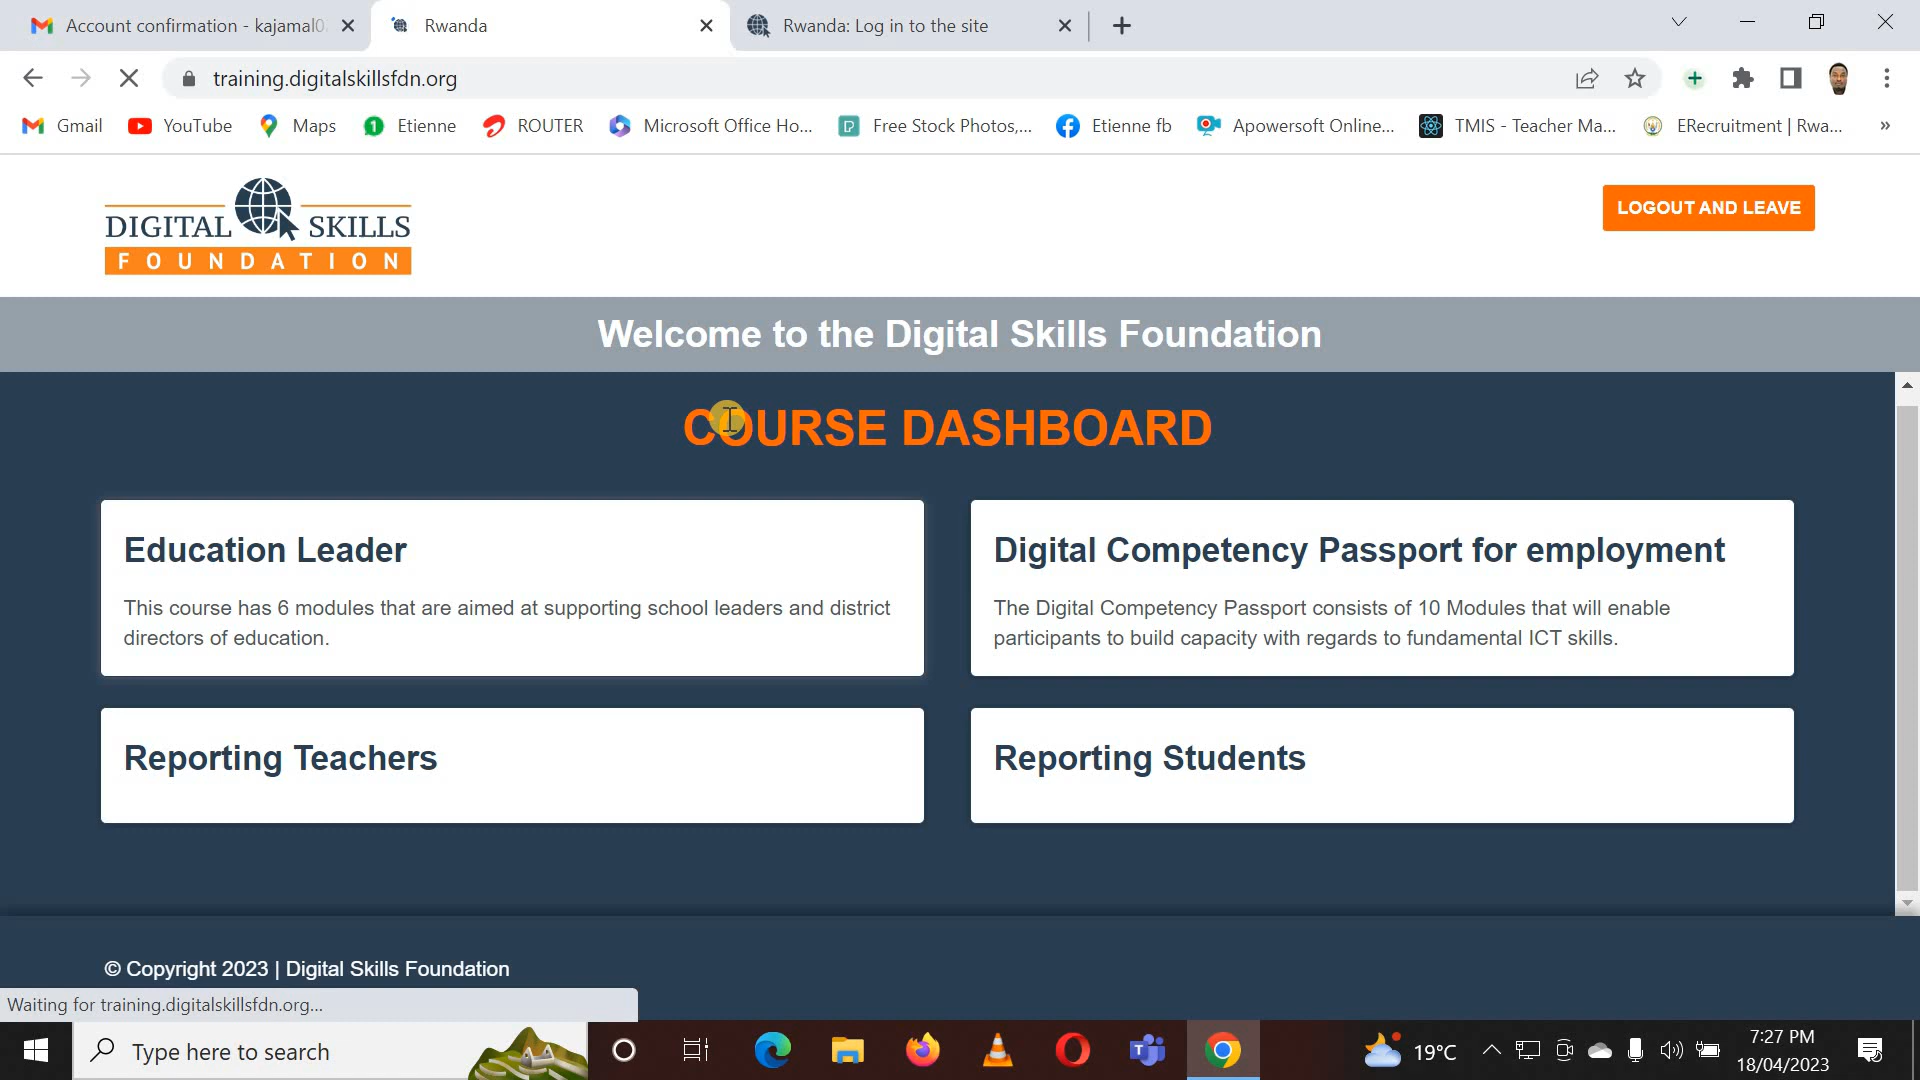 Account confirmation - kajamal0
Rwanda
Rwanda: Log in to the site
training.digitalskillsfdn.org
Gmail
YouTube
Maps
Etienne
ROUTER
Microsoft Office Ho...
Free Stock Photos,...
Etienne fb
Apowersoft Online...
TMIS - Teacher Ma...
ERecruitment | Rwa...
»
DIGITAL SKILLS
FOUNDATION
LOGOUT AND LEAVE
Welcome to the Digital Skills Foundation
COURSE DASHBOARD
Education Leader
This course has 6 modules that are aimed at supporting school leaders and district
directors of education.
Digital Competency Passport for employment
The Digital Competency Passport consists of 10 Modules that will enable
participants to build capacity with regards to fundamental ICT skills.
Reporting Teachers
Reporting Students
© Copyright 2023 | Digital Skills Foundation
Waiting for training.digitalskillsfdn.org...
Type here to search
19°C
7:27 PM
18/04/2023